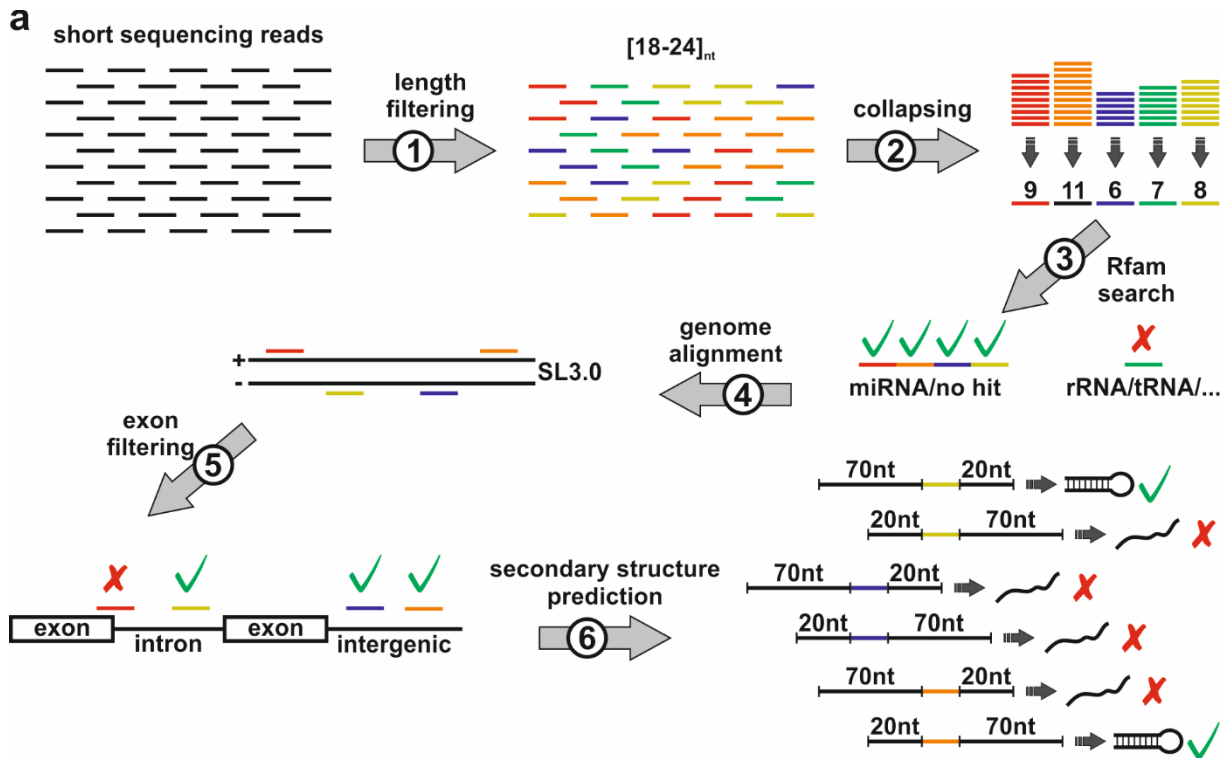 a
short sequencing reads
length
filtering
1
[18-24]nt
collapsing
2
9 11 6 7 8
3
Rfam
search
miRNA/no hit
rRNA/tRNA/...
genome
alignment
4
+
-
SL3.0
exon
filtering
5
exon
intron
exon
intergenic
secondary structure
prediction
6
70nt 20nt
20nt 70nt
70nt 20nt
20nt 70nt
70nt 20nt
20nt 70nt